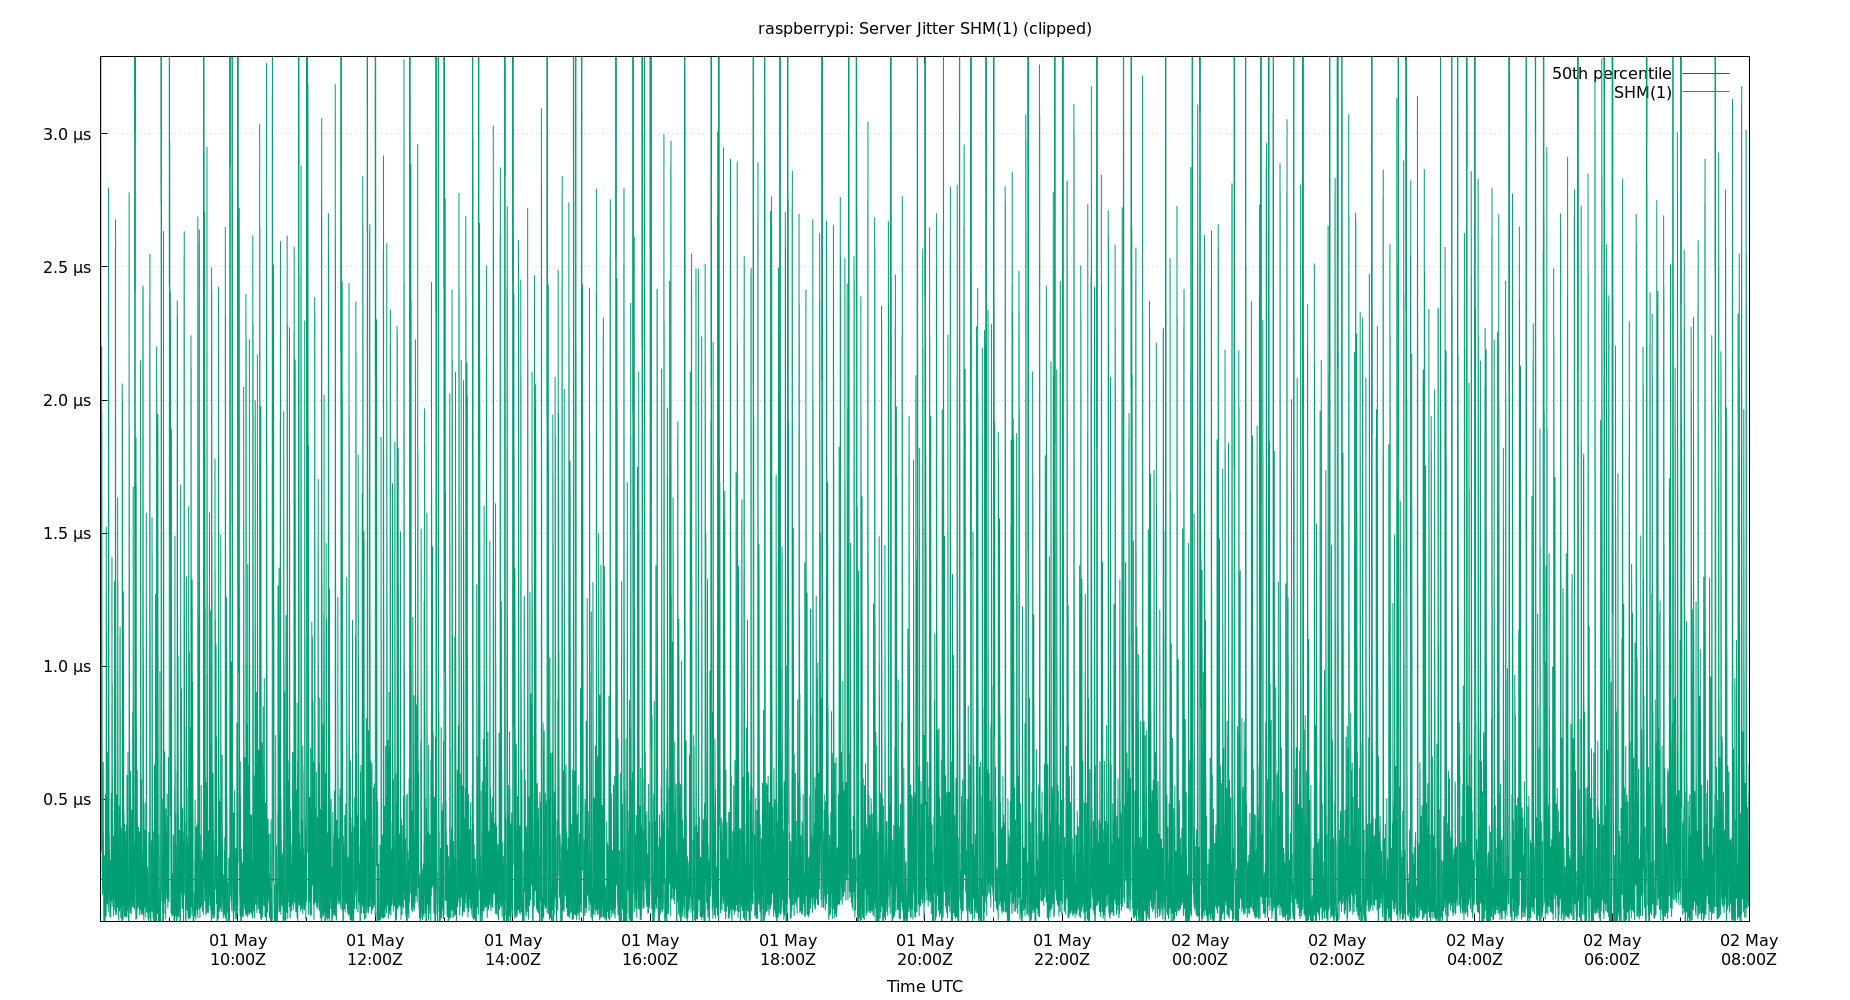 raspberrypi: Server Jitter SHM(1) (clipped)
50th percentile
SHM(1)
3.0 µs
2.5 µs
2.0 µs
1.5 µs
1.0 µs
0.5 µs
01 May 01 May 01 May 01 May 01 May 01 May 01 May 02 May 02 May 02 May 02 May 02 May
10:00Z 12:00Z 14:00Z 16:00Z 18:00Z 20:00Z 22:00Z 00:00Z 02:00Z 04:00Z 06:00Z 08:00Z
Time UTC